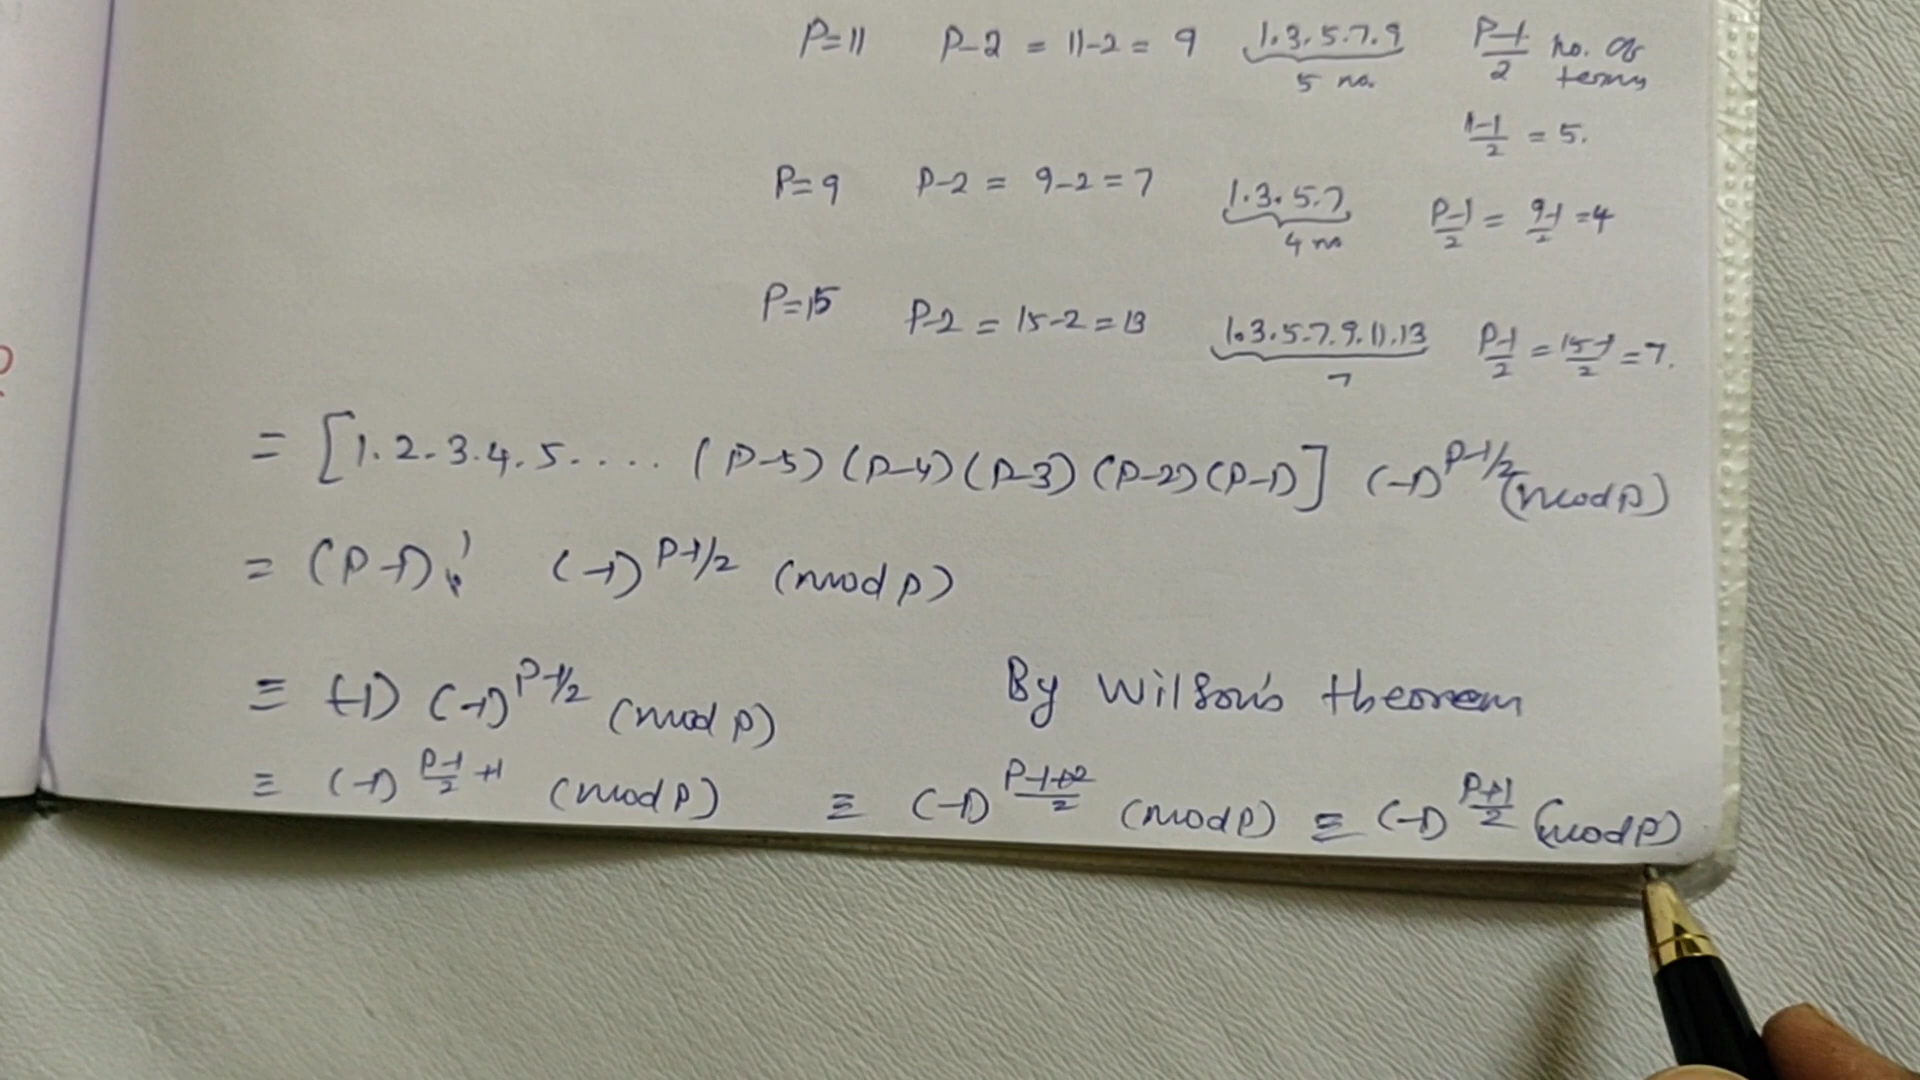 P=11 P-2 = 11-2 = 9 1.3.5.7.9 P-1/2 no. of
5 no. terms
11-1/2 = 5.
P=9 P-2 = 9-2=7 1.3.5.7 P-1/2 = 9-1/2 =4
4 no
P=15 P-2 = 15-2=13 1.3.5.7.9.11.13 P-1/2 = 15-1/2 =7.
7
= [1.2.3.4.5.... (P-5)(P-4)(P-3)(P-2)(P-1)] (-1)^P-1/2 (mod p)
= (P-1)! (-1)^P-1/2 (mod p)
≡ (-1) (-1)^P-1/2 (mod p) By Wilson's theorem
≡ (-1)^P-1/2 +1 (mod p) ≡ (-1)^P-1+2/2 (mod p) ≡ (-1)^P+1/2 (mod p)